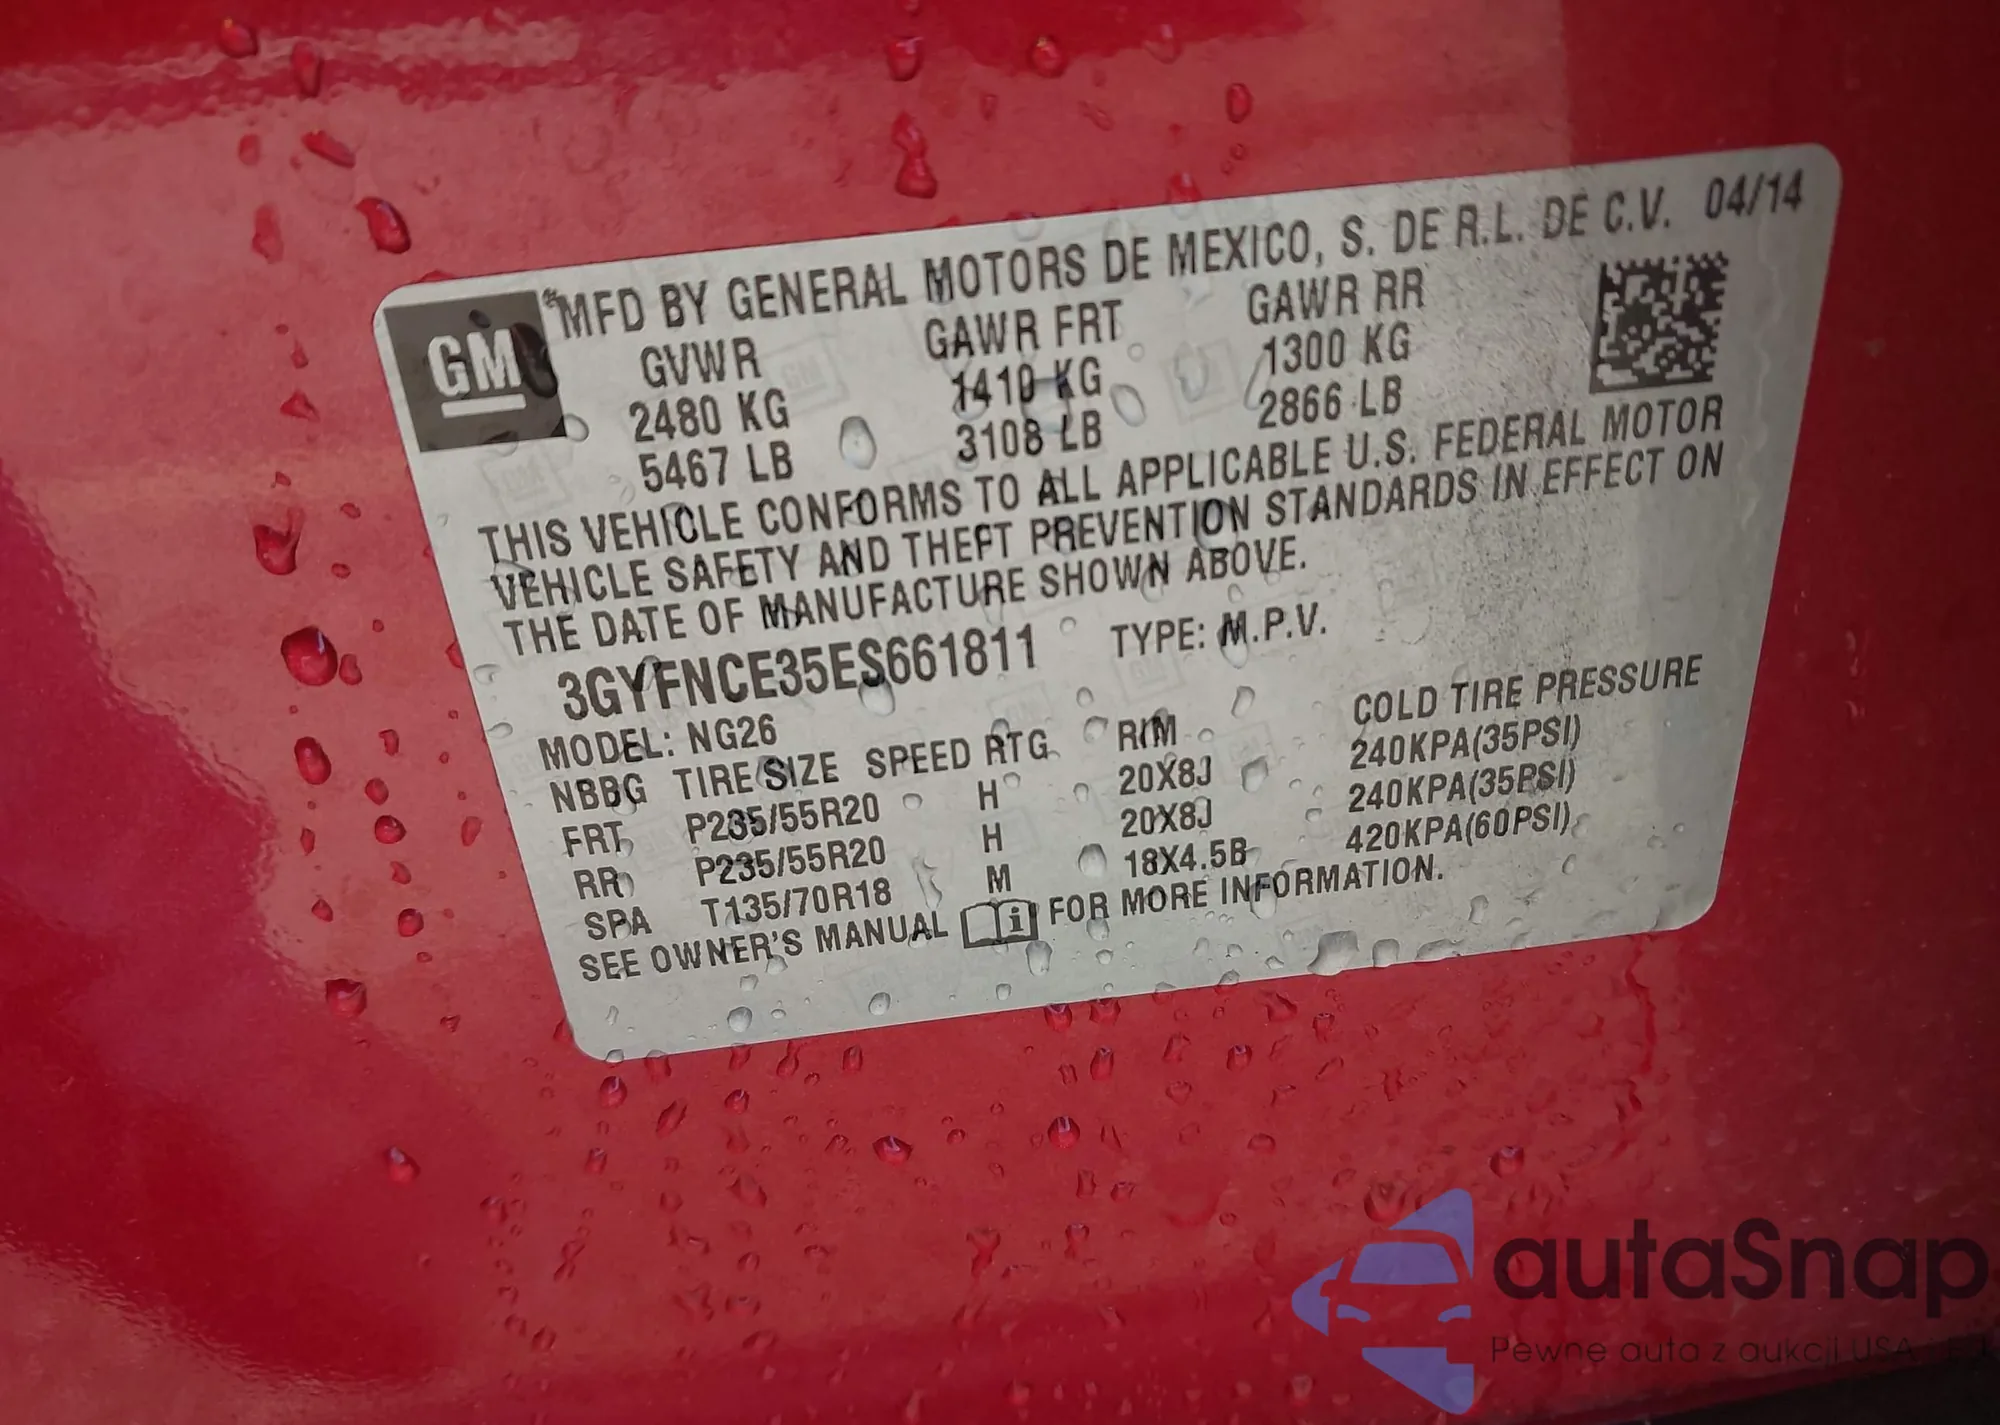 GM
MFD BY GENERAL MOTORS DE MEXICO, S. DE R.L. DE C.V. 04/14
GVWR GAWR FRT GAWR RR
2480 KG 1410 KG 1300 KG
5467 LB 3108 LB 2866 LB
THIS VEHICLE CONFORMS TO ALL APPLICABLE U.S. FEDERAL MOTOR
VEHICLE SAFETY AND THEFT PREVENTION STANDARDS IN EFFECT ON
THE DATE OF MANUFACTURE SHOWN ABOVE.
3GYFNCE35ES661811 TYPE: M.P.V.
MODEL: NG26
NBBG TIRE SIZE SPEED RTG RIM COLD TIRE PRESSURE
FRT P235/55R20 H 20X8J 240KPA(35PSI)
RR P235/55R20 H 20X8J 240KPA(35PSI)
SPA T135/70R18 M 18X4.5B 420KPA(60PSI)
SEE OWNER'S MANUAL i FOR MORE INFORMATION.
autaSnap
Pewne auta z aukcji USA